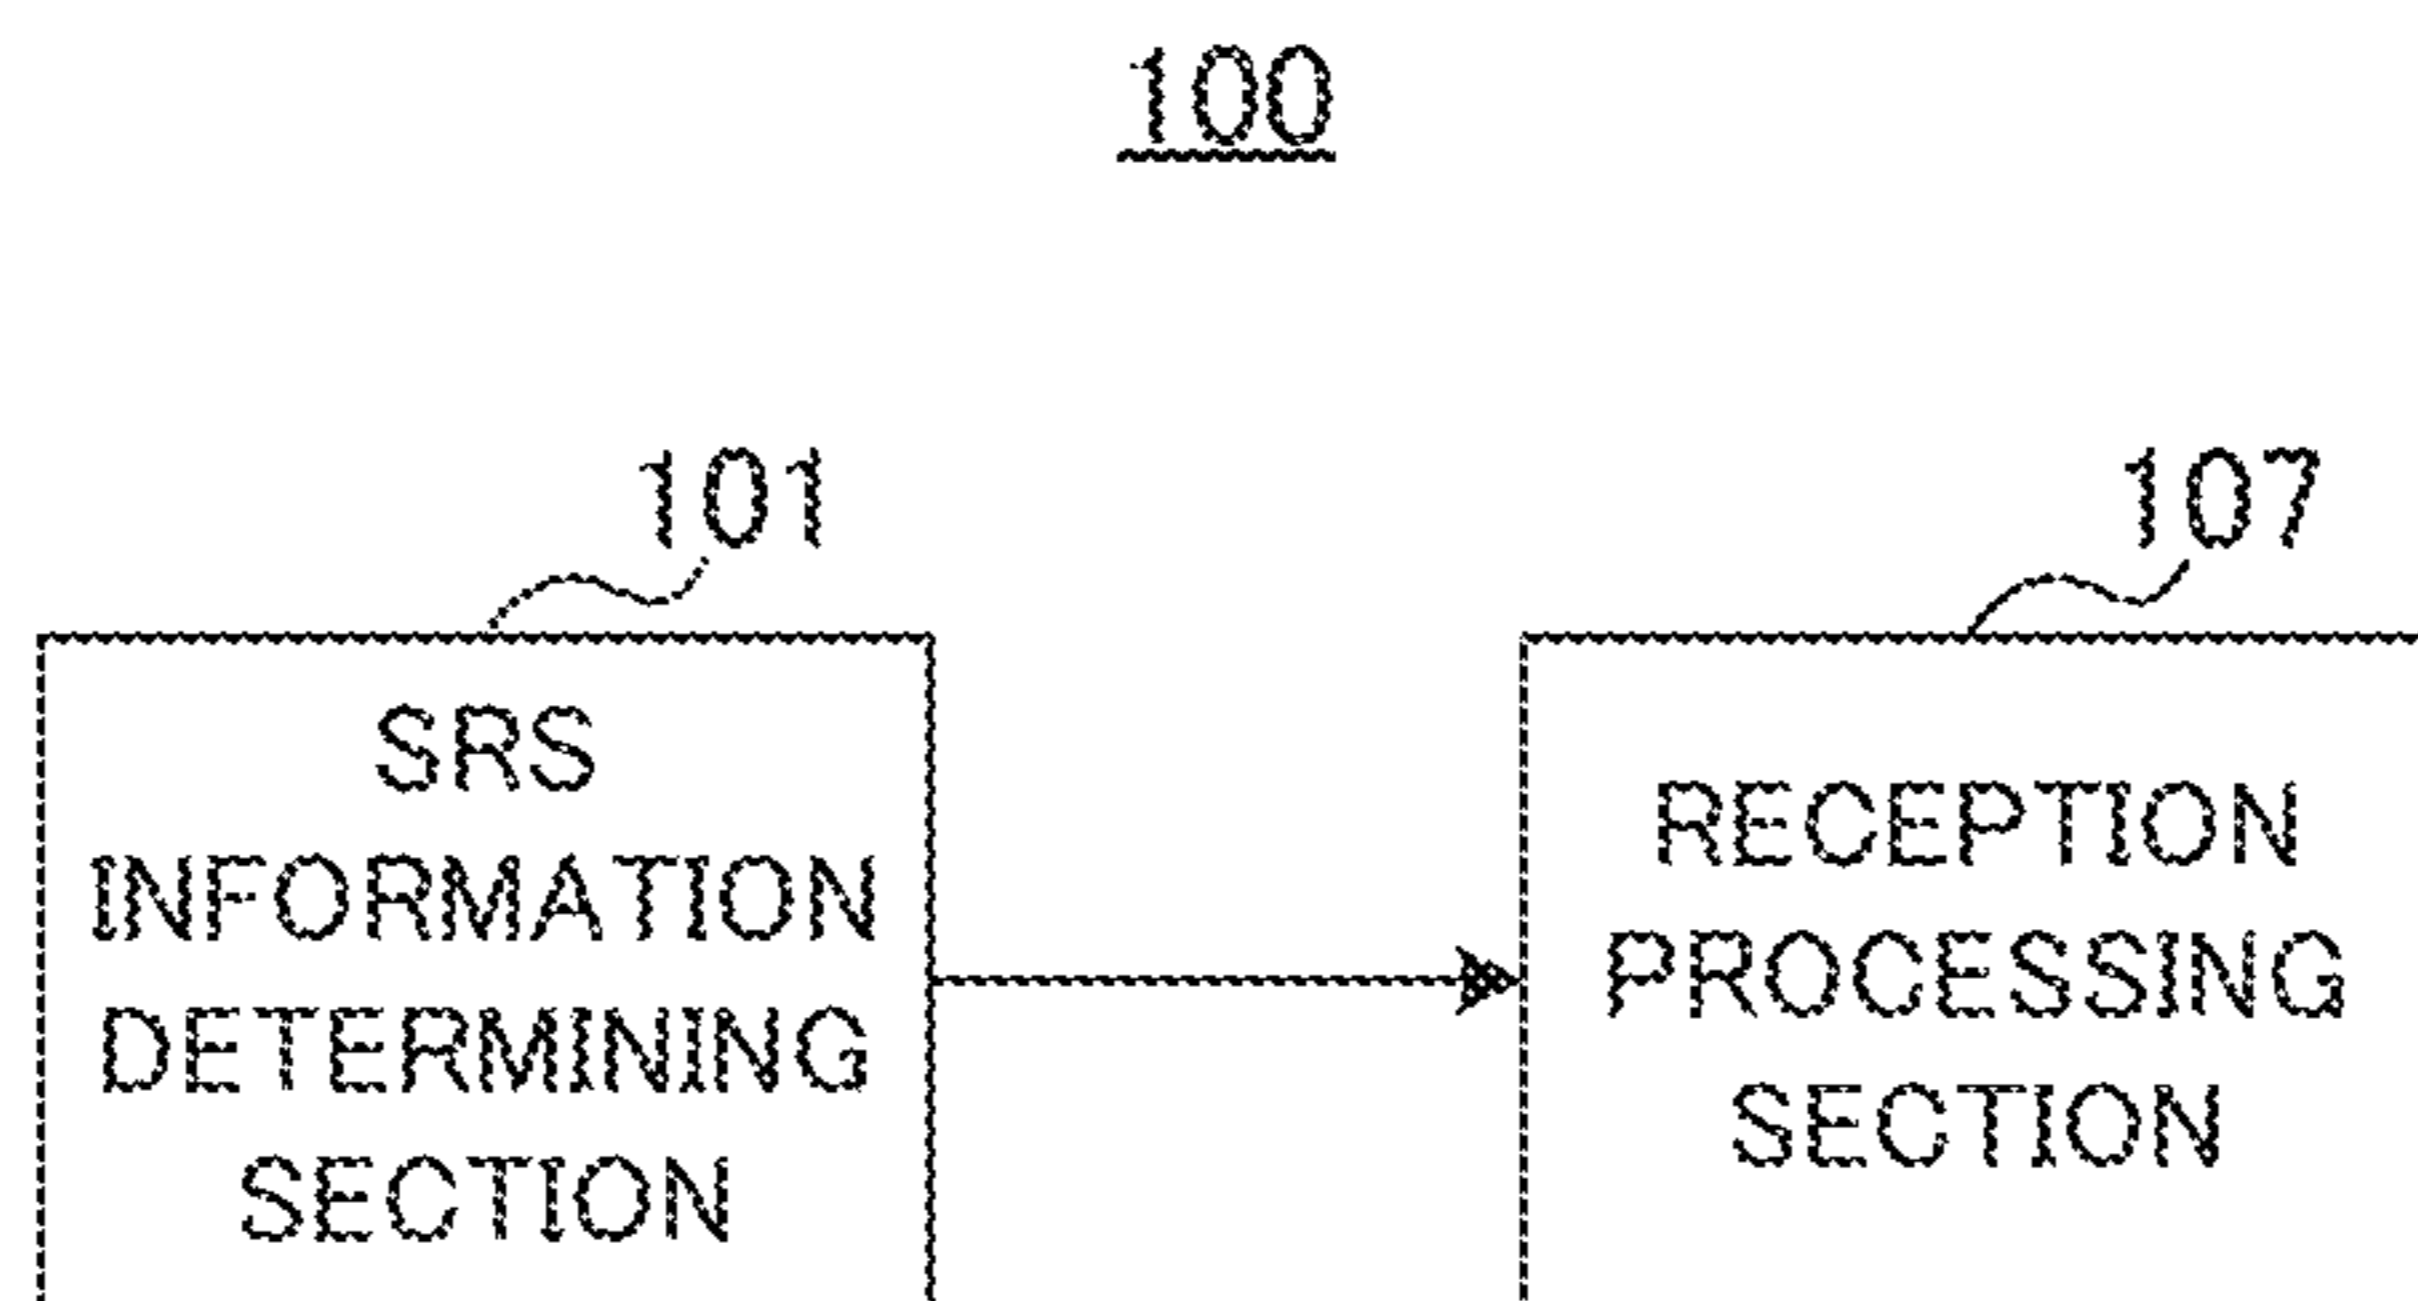 100
101
SRS
INFORMATION
DETERMINING
SECTION
107
RECEPTION
PROCESSING
SECTION